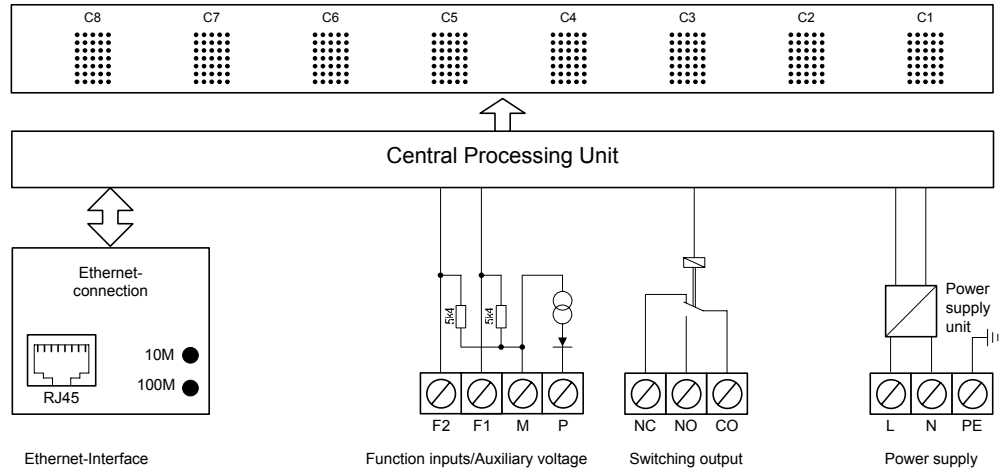 C8 C7 C6 C5 C4 C3 C2 C1
Central Processing Unit
Ethernet-
connection
10M
100M
RJ45
Ethernet-Interface
5k4 5k4
F2 F1 M P
Function inputs/Auxiliary voltage
NC NO CO
Switching output
Power
supply
unit
L N PE
Power supply